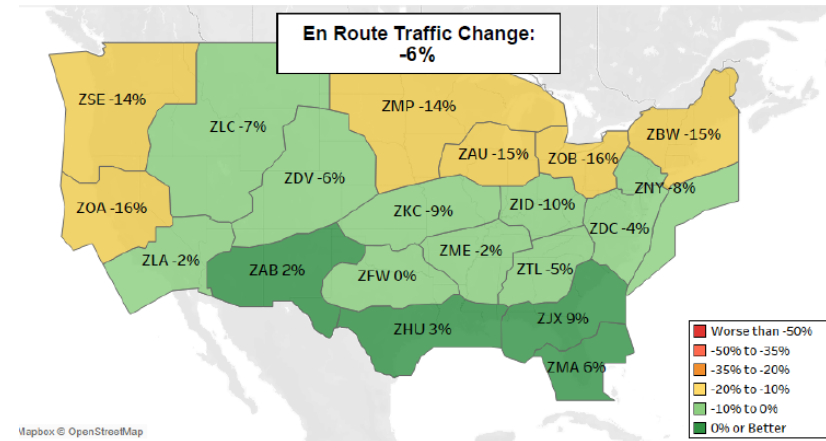 En Route Traffic Change:
-6%
ZSE -14%
ZLC -7%
ZMP -14%
ZBW -15%
ZAU -15%
ZOB -16%
ZDV -6%
ZNY -8%
ZOA -16%
ZKC -9%
ZID -10%
ZDC -4%
ZLA -2%
ZAB 2%
ZFW 0%
ZME -2%
ZTL -5%
ZHU 3%
ZJX 9%
ZMA 6%
Worse than -50%
-50% to -35%
-35% to -20%
-20% to -10%
-10% to 0%
0% or Better
Mapbox © OpenStreetMap